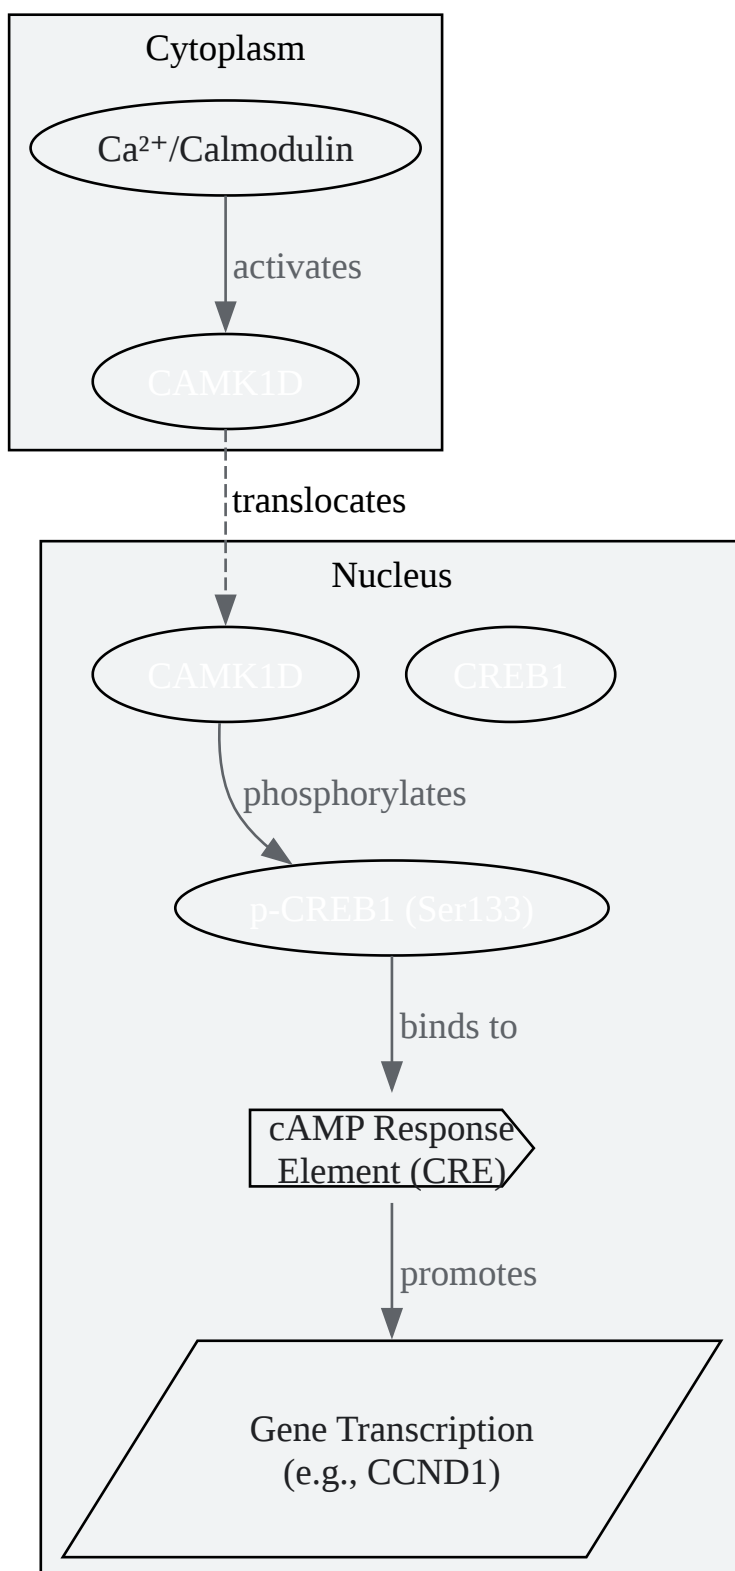 Cytoplasm
Ca²⁺/Calmodulin
activates
CAMK1D
translocates
Nucleus
CAMK1D
CREB1
phosphorylates
p-CREB1 (Ser133)
binds to
cAMP Response
Element (CRE)
promotes
Gene Transcription
(e.g., CCND1)